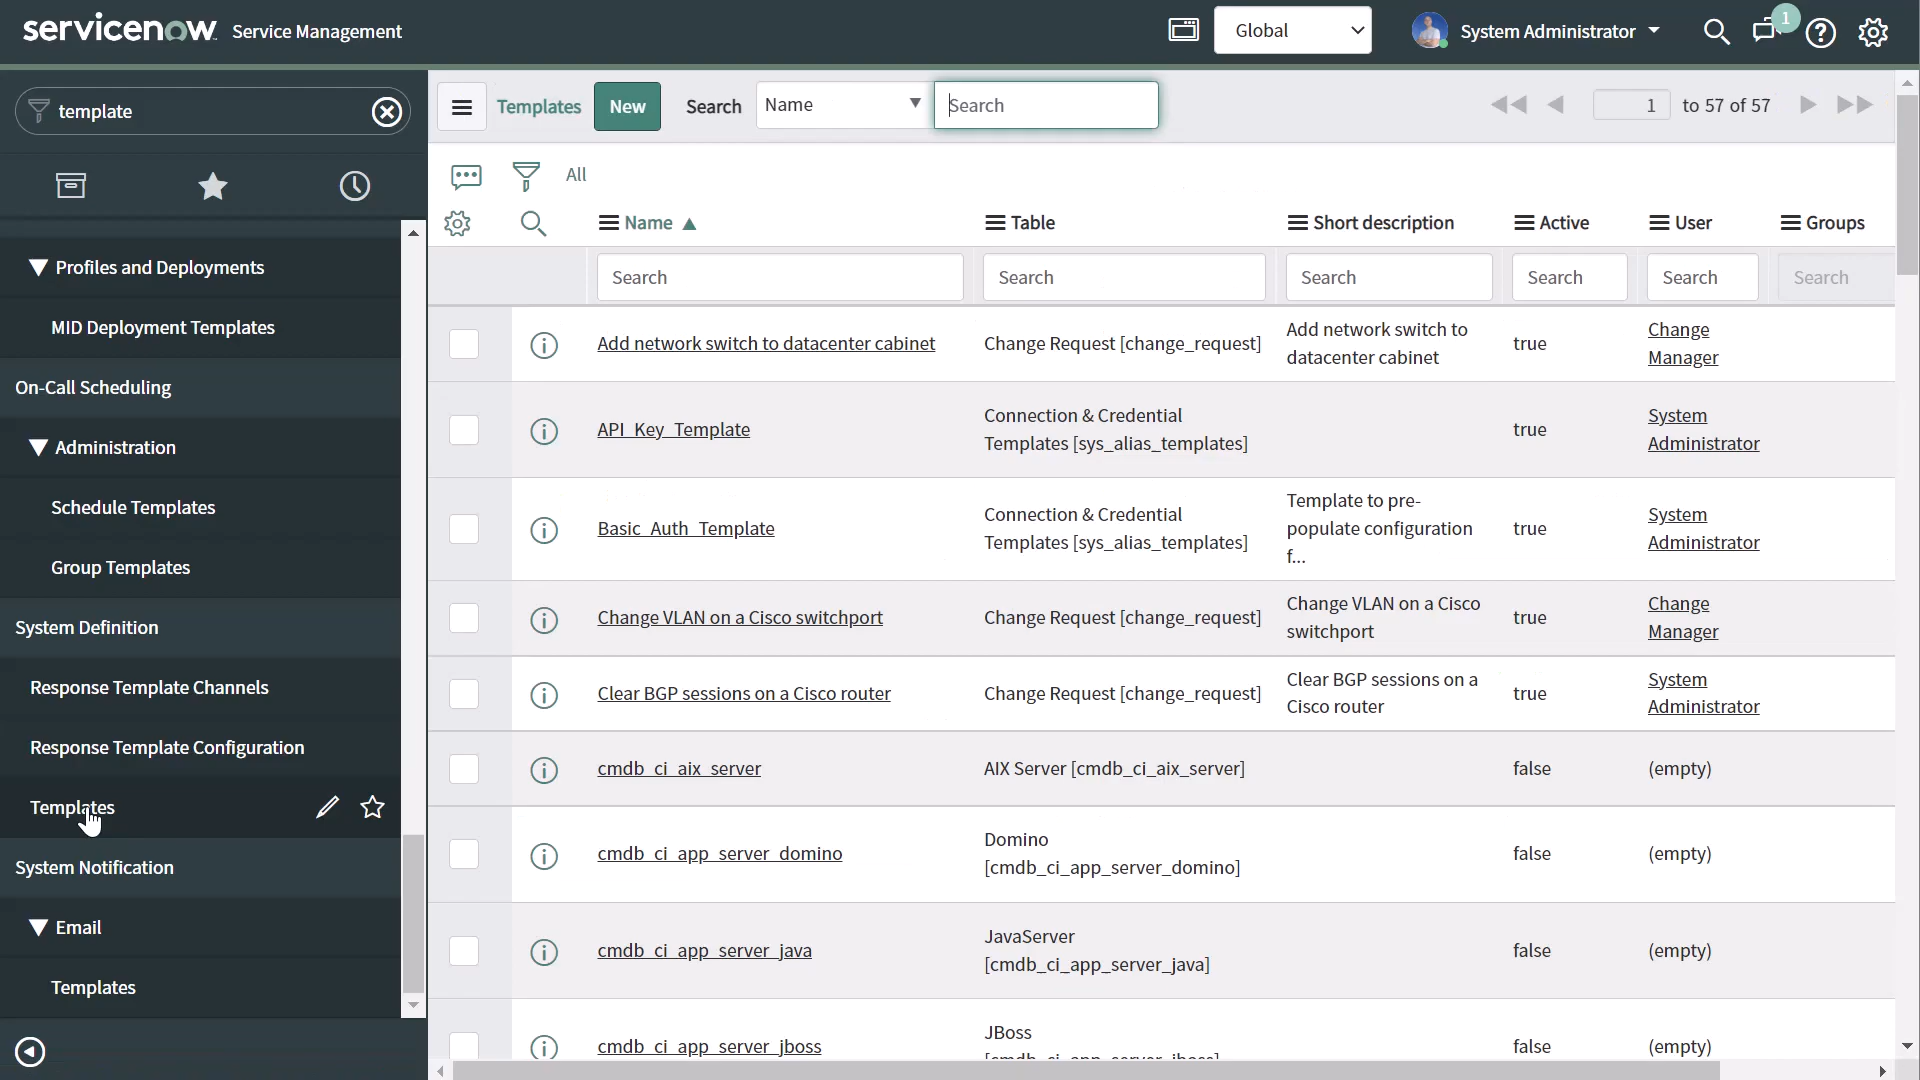 servicenow Service Management
Global
System Administrator
1
template
Templates
New
Search
Name
Search
1 to 57 of 57
All
Name
Table
Short description
Active
User
Groups
Search
Search
Search
Search
Search
Search
Profiles and Deployments
MID Deployment Templates
On-Call Scheduling
Administration
Schedule Templates
Group Templates
System Definition
Response Template Channels
Response Template Configuration
Templates
System Notification
Email
Templates
Add network switch to datacenter cabinet
Change Request [change_request]
Add network switch to
datacenter cabinet
true
Change
Manager
API_Key_Template
Connection & Credential
Templates [sys_alias_templates]
true
System
Administrator
Basic_Auth_Template
Connection & Credential
Templates [sys_alias_templates]
Template to pre-
populate configuration
f...
true
System
Administrator
Change VLAN on a Cisco switchport
Change Request [change_request]
Change VLAN on a Cisco
switchport
true
Change
Manager
Clear BGP sessions on a Cisco router
Change Request [change_request]
Clear BGP sessions on a
Cisco router
true
System
Administrator
cmdb_ci_aix_server
AIX Server [cmdb_ci_aix_server]
false
(empty)
cmdb_ci_app_server_domino
Domino
[cmdb_ci_app_server_domino]
false
(empty)
cmdb_ci_app_server_java
JavaServer
[cmdb_ci_app_server_java]
false
(empty)
cmdb_ci_app_server_jboss
JBoss
[cmdb_ci_app_server_jboss]
false
(empty)